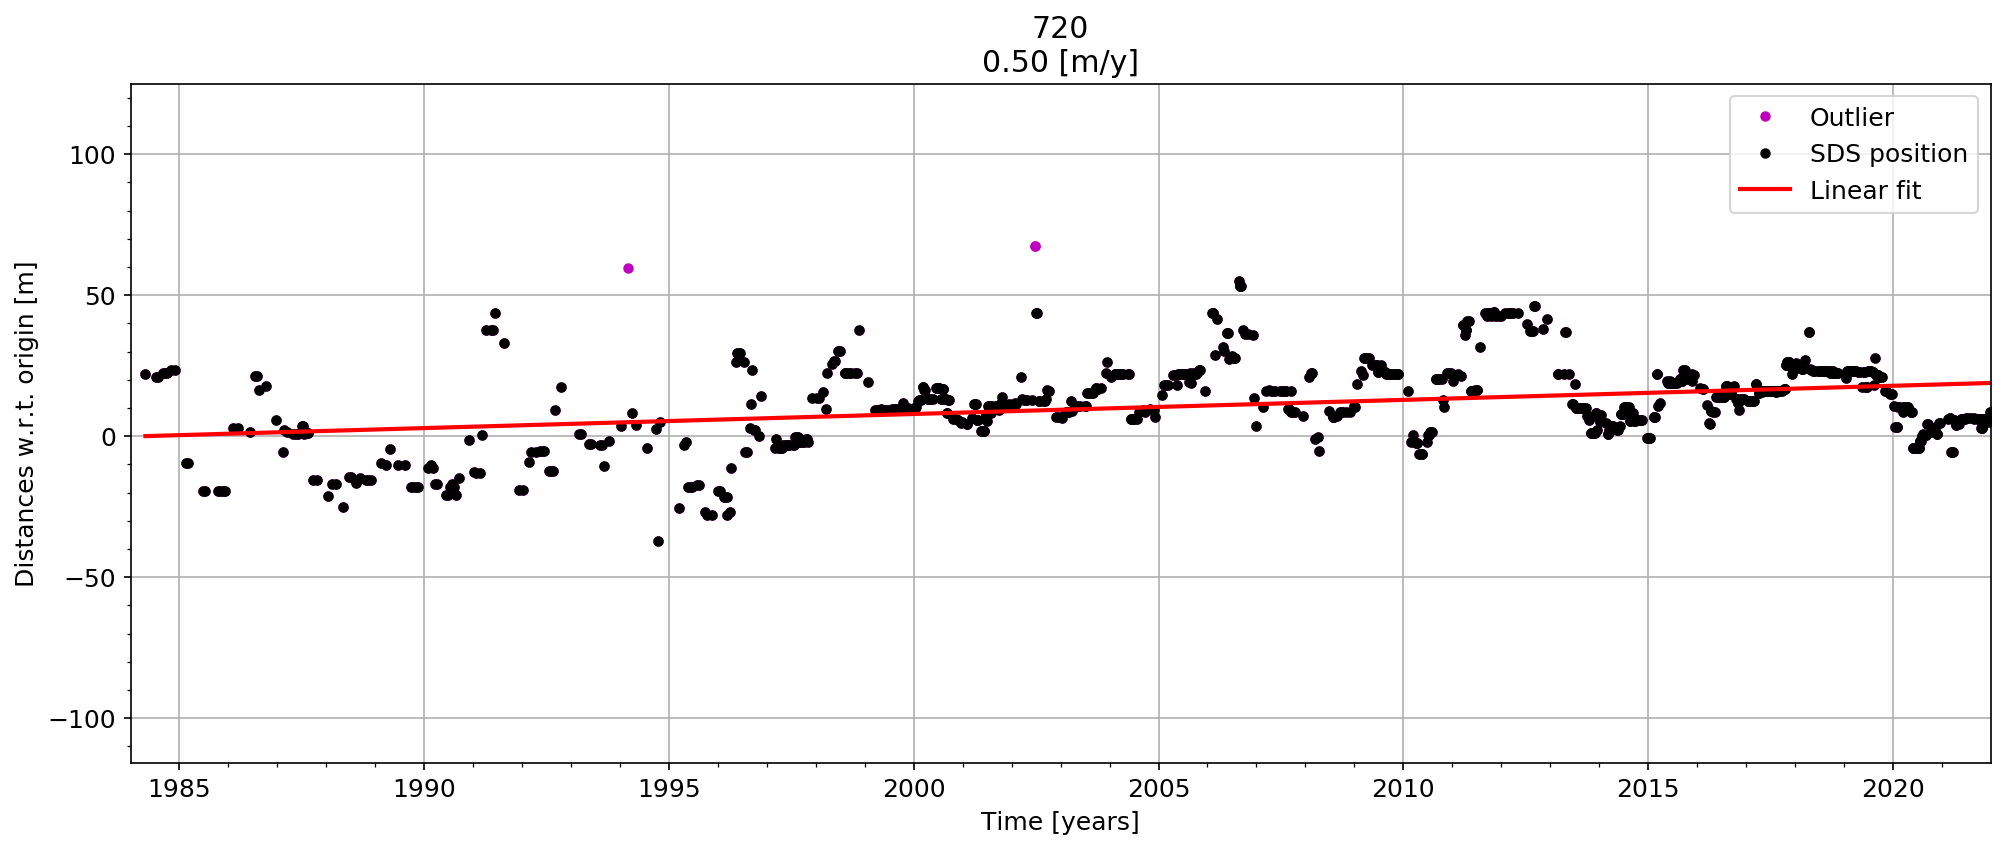 720
0.50 [m/y]
Outlier
SDS position
Linear fit
Distances w.r.t. origin [m]
100
50
0
−50
−100
1985
1990
1995
2000
2005
2010
2015
2020
Time [years]